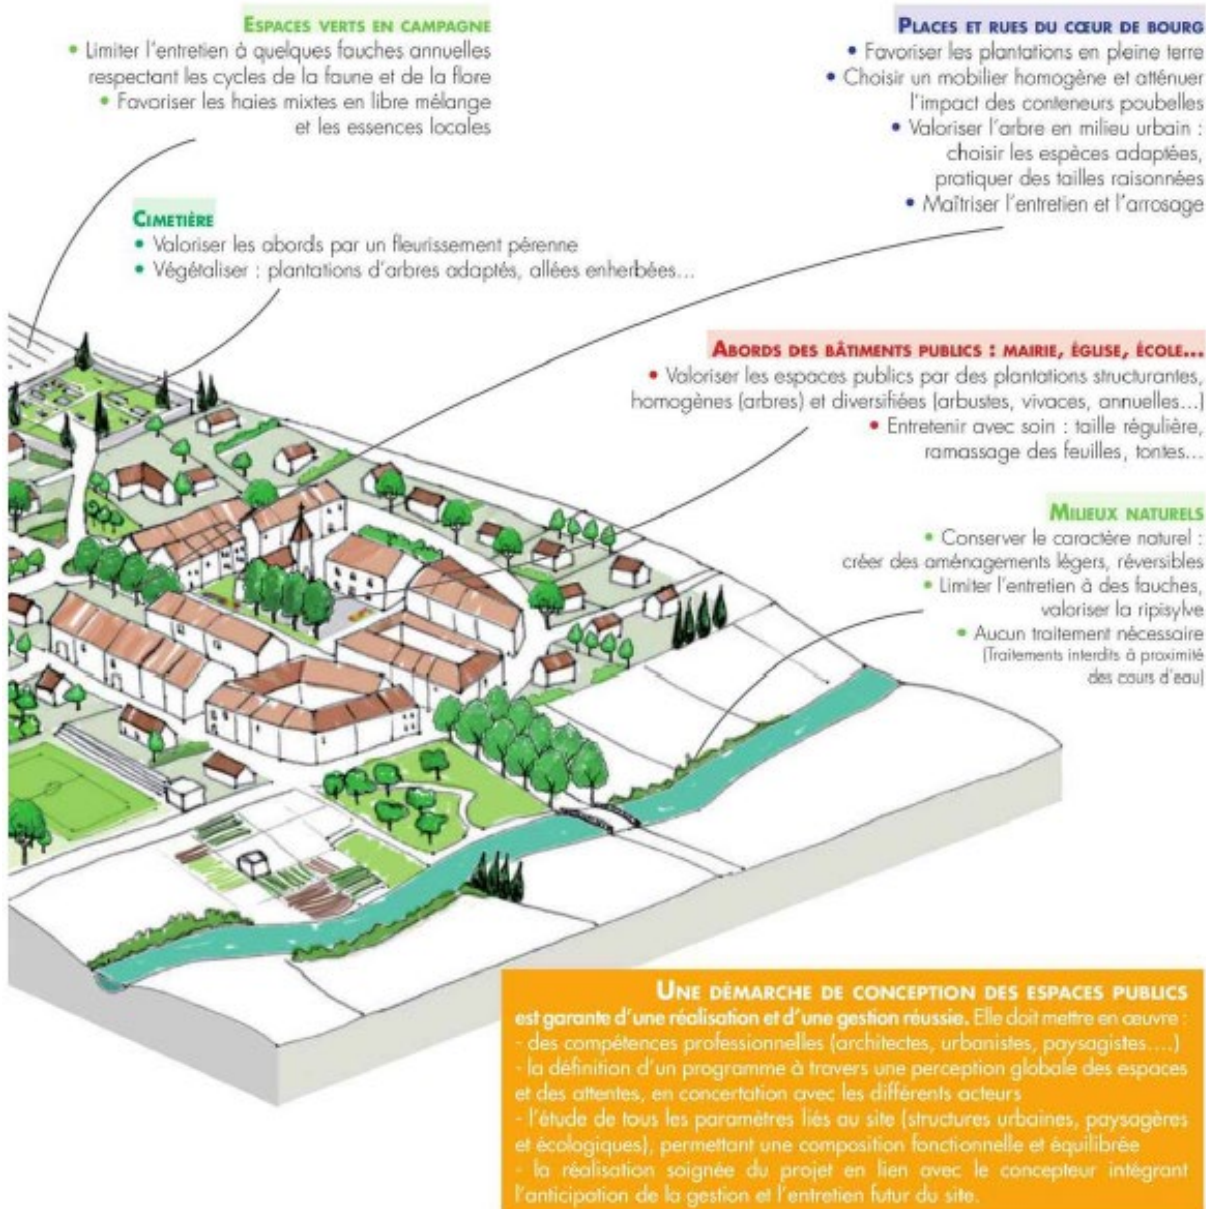 ESPACES VERTS EN CAMPAGNE
• Limiter l'entretien à quelques fauches annuelles
respectant les cycles de la faune et de la flore
• Favoriser les haies mixtes en libre mélange
et les essences locales
PLACES ET RUES DU CŒUR DE BOURG
• Favoriser les plantations en pleine terre
• Choisir un mobilier homogène et atténuer
l'impact des conteneurs poubelles
• Valoriser l'arbre en milieu urbain :
choisir les espèces adaptées,
pratiquer des tailles raisonnées
• Maîtriser l'entretien et l'arrosage
CIMETIÈRE
• Valoriser les abords par un fleurissement pérenne
• Végétaliser : plantations d'arbres adaptés, allées enherbées...
ABORDS DES BÂTIMENTS PUBLICS : MAIRIE, ÉGLISE, ÉCOLE...
• Valoriser les espaces publics par des plantations structurantes,
homogènes (arbres) et diversifiées (arbustes, vivaces, annuelles...)
• Entretenir avec soin : taille régulière,
ramassage des feuilles, tontes...
MILIEUX NATURELS
• Conserver le caractère naturel :
créer des aménagements légers, réversibles
• Limiter l'entretien à des fauches,
valoriser la ripisylve
• Aucun traitement nécessaire
(Traitements interdits à proximité
des cours d'eau)
UNE DÉMARCHE DE CONCEPTION DES ESPACES PUBLICS
est garante d'une réalisation et d'une gestion réussie. Elle doit mettre en œuvre :
- des compétences professionnelles (architectes, urbanistes, paysagistes....)
- la définition d'un programme à travers une perception globale des espaces
et des attentes, en concertation avec les différents acteurs
- l'étude de tous les paramètres liés au site (structures urbaines, paysagères
et écologiques), permettant une composition fonctionnelle et équilibrée
- la réalisation soignée du projet en lien avec le concepteur intégrant
l'anticipation de la gestion et l'entretien futur du site.